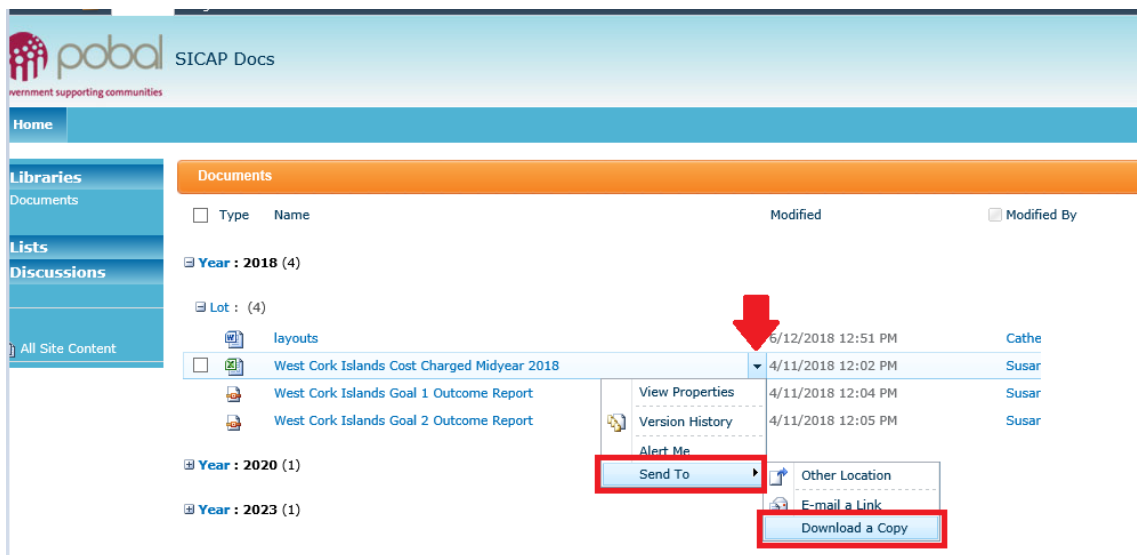 pobal SICAP Docs
vernment supporting communities
Home
Libraries
Documents
Lists
Discussions
All Site Content
Documents
Type Name Modified Modified By
Year : 2018 (4)
Lot : (4)
layouts 6/12/2018 12:51 PM Cathe
West Cork Islands Cost Charged Midyear 2018 4/11/2018 12:02 PM Susar
West Cork Islands Goal 1 Outcome Report 4/11/2018 12:04 PM Susar
West Cork Islands Goal 2 Outcome Report 4/11/2018 12:05 PM Susar
View Properties
Version History
Alert Me
Send To
Other Location
E-mail a Link
Download a Copy
Year : 2020 (1)
Year : 2023 (1)